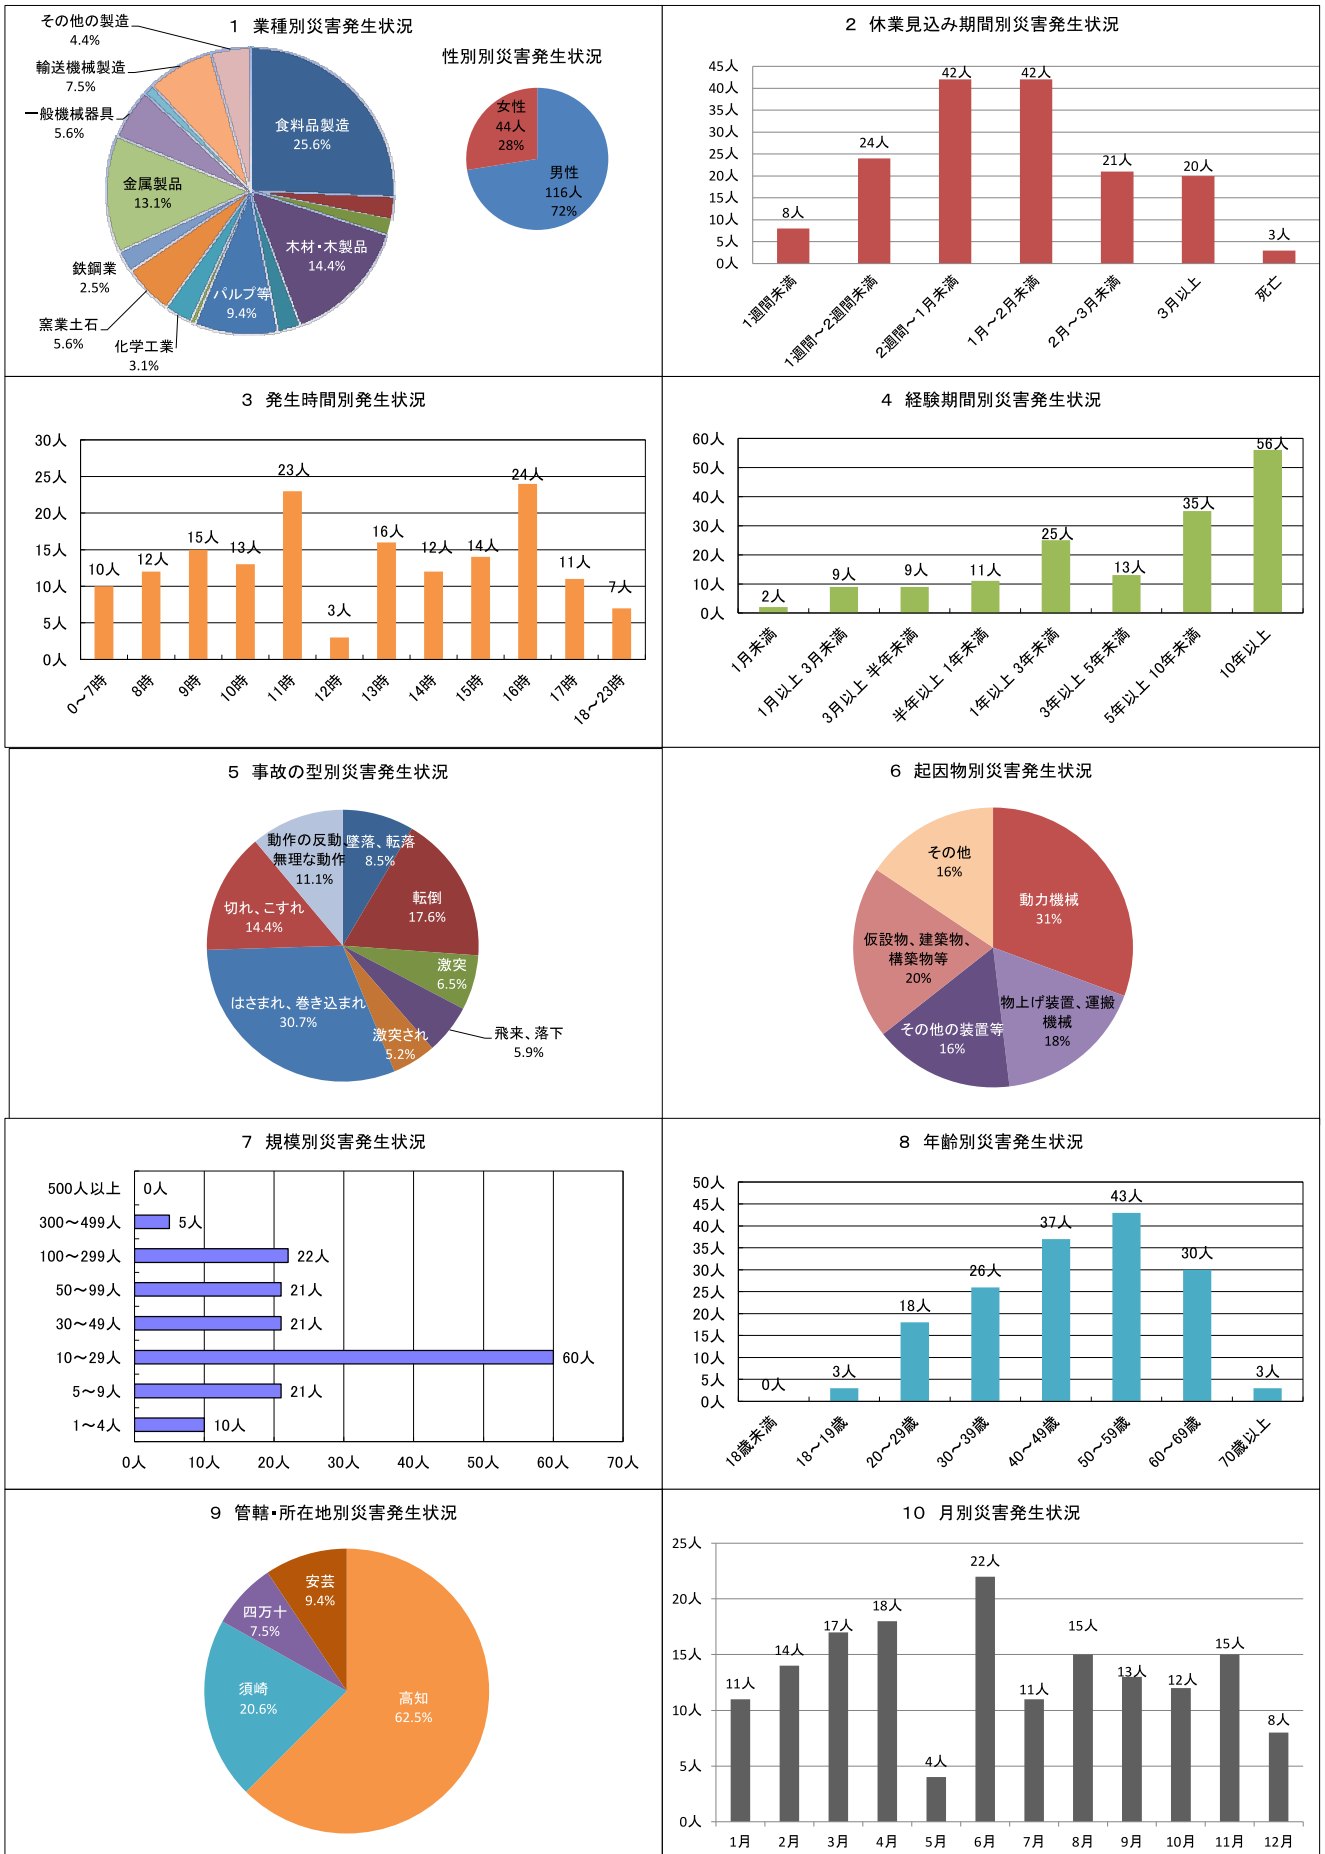 1 業種別災害発生状況
その他の製造
4.4%
輸送機械製造
7.5%
一般機械器具
5.6%
金属製品
13.1%
鉄鋼業
2.5%
窯業土石
5.6%
化学工業
3.1%
パルプ等
9.4%
木材・木製品
14.4%
食料品製造
25.6%
性別別災害発生状況
女性
44人
28%
男性
116人
72%
2 休業見込み期間別災害発生状況
45人
40人
35人
30人
25人
20人
15人
10人
5人
0人
8人
24人
42人
42人
21人
20人
3人
1週間未満
1週間～2週間未満
2週間～1月未満
1月～2月未満
2月～3月未満
3月以上
死亡
3 発生時間別発生状況
30人
25人
20人
15人
10人
5人
0人
10人
12人
15人
13人
23人
3人
16人
12人
14人
24人
11人
7人
0～7時
8時
9時
10時
11時
12時
13時
14時
15時
16時
17時
18～23時
4 経験期間別災害発生状況
60人
50人
40人
30人
20人
10人
0人
2人
9人
9人
11人
25人
13人
35人
56人
1月未満
1月以上 3月未満
3月以上 半年未満
半年以上 1年未満
1年以上 3年未満
3年以上 5年未満
5年以上 10年未満
10年以上
5 事故の型別災害発生状況
動作の反動、
無理な動作
11.1%
墜落、転落
8.5%
転倒
17.6%
激突
6.5%
飛来、落下
5.9%
激突され
5.2%
はさまれ、巻き込まれ
30.7%
切れ、こすれ
14.4%
6 起因物別災害発生状況
その他
16%
動力機械
31%
物上げ装置、運搬
機械
18%
その他の装置等
16%
仮設物、建築物、
構築物等
20%
7 規模別災害発生状況
500人以上
0人
300～499人
5人
100～299人
22人
50～99人
21人
30～49人
21人
10～29人
60人
5～9人
21人
1～4人
10人
0人
10人
20人
30人
40人
50人
60人
70人
8 年齢別災害発生状況
50人
45人
40人
35人
30人
25人
20人
15人
10人
5人
0人
0人
3人
18人
26人
37人
43人
30人
3人
18歳未満
18～19歳
20～29歳
30～39歳
40～49歳
50～59歳
60～69歳
70歳以上
9 管轄・所在地別災害発生状況
安芸
9.4%
四万十
7.5%
須崎
20.6%
高知
62.5%
10 月別災害発生状況
25人
20人
15人
10人
5人
0人
11人
14人
17人
18人
4人
22人
11人
15人
13人
12人
15人
8人
1月
2月
3月
4月
5月
6月
7月
8月
9月
10月
11月
12月